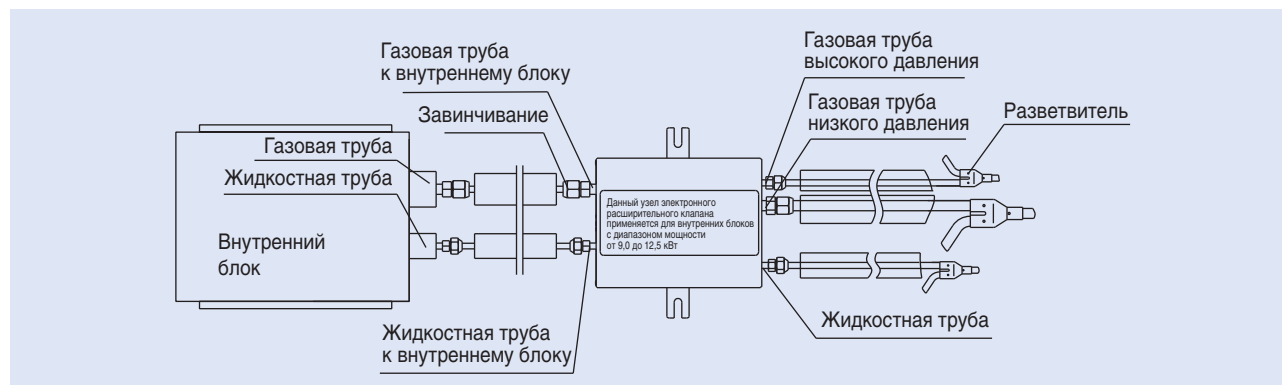 Газовая труба
к внутреннему блоку
Завинчивание
Газовая труба
Жидкостная труба
Внутренний
блок
Жидкостная труба
к внутреннему блоку
Данный узел электронного
расширительного клапана
применяется для внутренних блоков
с диапазоном мощности
от 9,0 до 12,5 кВт
Газовая труба
высокого давления
Газовая труба
низкого давления
Разветвитель
Жидкостная труба